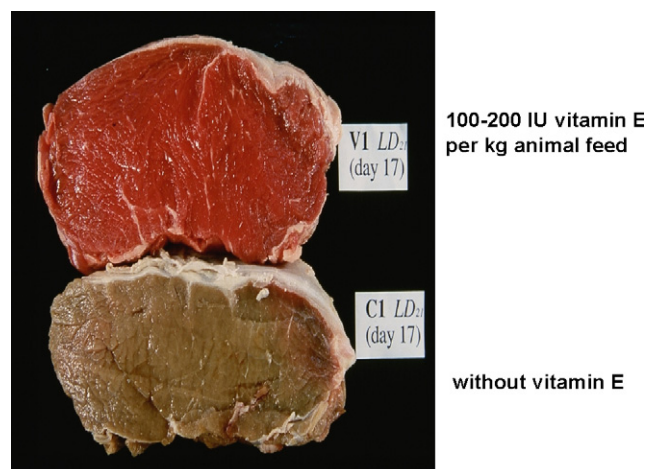 V1 LD21
(day 17)
100-200 IU vitamin E
per kg animal feed
C1 LD21
(day 17)
without vitamin E